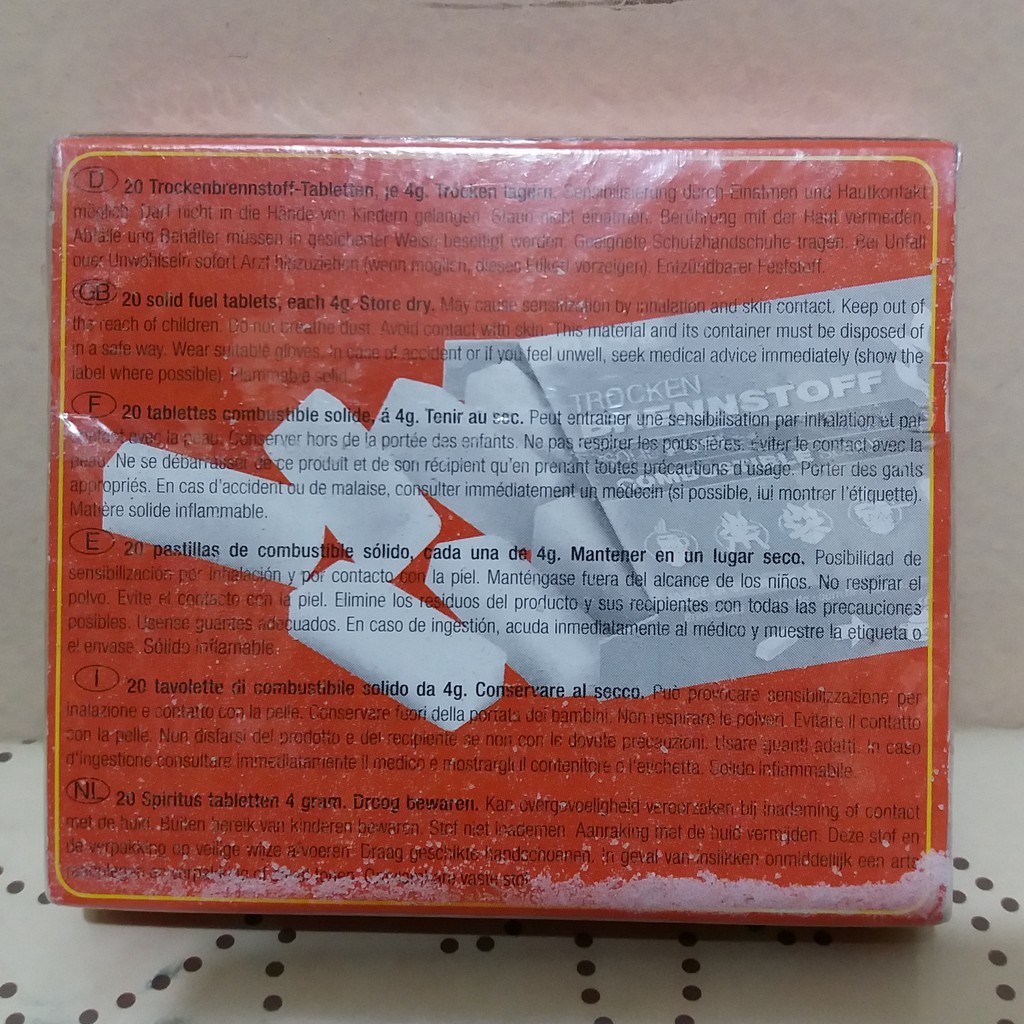 D 20 Trockenbrennstoff-Tabletten, je 4g. Trocken lagern. Sensibilisierung durch Einatmen und Hautkontakt
möglich. Darf nicht in die Hände von Kindern gelangen. Staub nicht einatmen. Berührung mit der Haut vermeiden.
Abfälle und Behälter müssen in gesicherter Weise beseitigt werden. Geeignete Schutzhandschuhe tragen. Bei Unfall
oder Unwohlsein sofort Arzt hinzuziehen (wenn möglich, dieses Etikett vorzeigen). Entzündbarer Feststoff.
GB 20 solid fuel tablets, each 4g. Store dry. May cause sensitization by inhalation and skin contact. Keep out of
the reach of children. Do not breathe dust. Avoid contact with skin. This material and its container must be disposed of
in a safe way. Wear suitable gloves. In case of accident or if you feel unwell, seek medical advice immediately (show the
label where possible). Flammable solid.
TROCKEN
BRENNSTOFF
F 20 tablettes combustible solide, á 4g. Tenir au sec. Peut entraîner une sensibilisation par inhalation et par
contact avec la peau. Conserver hors de la portée des enfants. Ne pas respirer les poussières. Éviter le contact avec la
peau. Ne se débarrasser de ce produit et de son récipient qu'en prenant toutes précautions d'usage. Porter des gants
appropriés. En cas d'accident ou de malaise, consulter immédiatement un médecin (si possible, lui montrer l'étiquette).
Matière solide inflammable.
E 20 pastillas de combustible sólido, cada una de 4g. Mantener en un lugar seco. Posibilidad de
sensibilización por inhalación y por contacto con la piel. Manténgase fuera del alcance de los niños. No respirar el
polvo. Evite el contacto con la piel. Elimine los residuos del producto y sus recipientes con todas las precauciones
posibles. Usense guantes adecuados. En caso de ingestión, acuda inmediatamente al médico y muestre la etiqueta o
el envase. Sólido inflamable.
I 20 tavolette di combustibile solido da 4g. Conservare al secco. Può provocare sensibilizzazione per
inalazione e contatto con la pelle. Conservare fuori della portata dei bambini. Non respirare le polveri. Evitare il contatto
con la pelle. Non disfarsi del prodotto e del recipiente se non con le dovute precauzioni. Usare guanti adatti. In caso
d'ingestione consultare immediatamente il medico e mostrargli il contenitore o l'etichetta. Solido infiammabile.
NL 20 Spiritus tabletten 4 gram. Droog bewaren. Kan overgevoeligheid veroorzaken bij inademing of contact
met de huid. Buiten bereik van kinderen bewaren. Stof niet inademen. Aanraking met de huid vermijden. Deze stof en
de verpakking op veilige wijze afvoeren. Draag geschikte handschoenen. In geval van inslikken onmiddellijk een arts
vaste stof